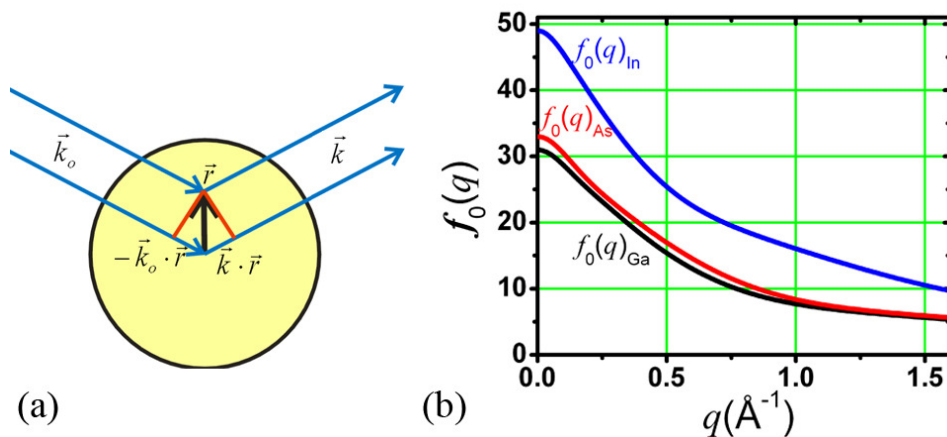 k⃗ₒ
r⃗
k⃗
−k⃗ₒ · r⃗
k⃗ · r⃗
(a)
(b)
f₀(q)
50
40
30
20
10
0
f₀(q)In
f₀(q)As
f₀(q)Ga
0.0 0.5 1.0 1.5
q(Å⁻¹)